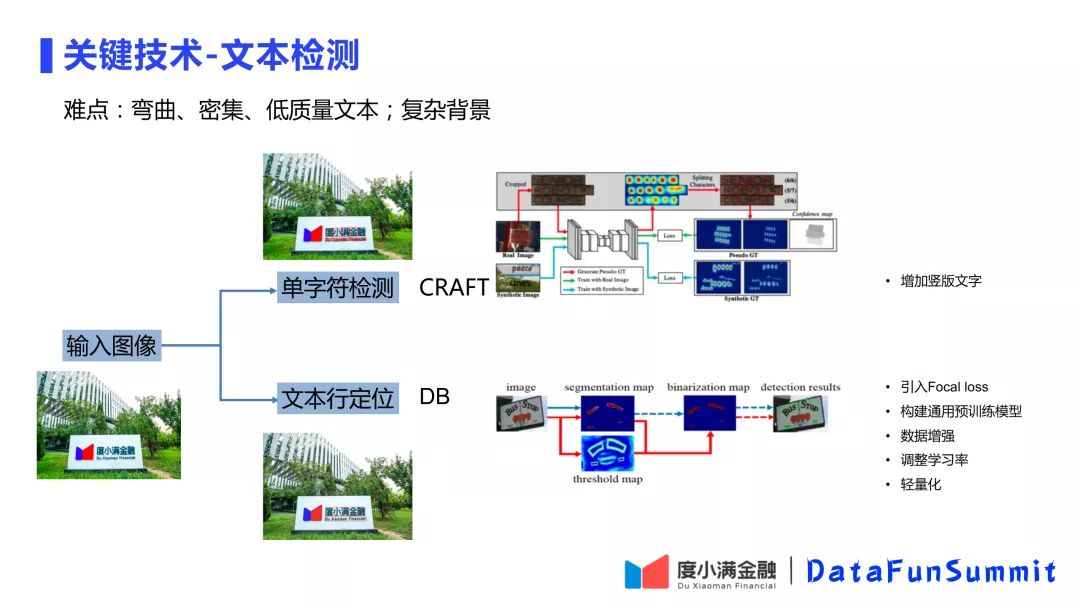 关键技术-文本检测
难点：弯曲、密集、低质量文本；复杂背景
度小满金融
Du Xiaoman Financial
Cropped
Splitting
Characters
(6/6)
(5/7)
(5/6)
Confidence map
Real Image
Loss
Pseudo GT
peace
Synthetic Image
Generate Pseudo-GT
Train with Real Image
Train with Synthetic Image
Loss
Synthetic GT
单字符检测
CRAFT
增加竖版文字
输入图像
度小满金融
Du Xiaoman Financial
文本行定位
DB
image
segmentation map
binarization map
detection results
BUS STOP
BUS STOP
threshold map
引入Focal loss
构建通用预训练模型
数据增强
调整学习率
轻量化
度小满金融
Du Xiaoman Financial
度小满金融
Du Xiaoman Financial
DataFunSummit